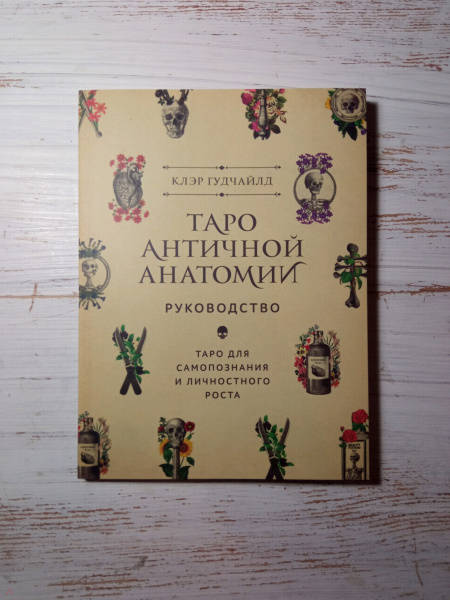 КЛЭР ГУДЧАЙЛД
ТАРО
АНТИЧНОЙ
АНАТОМИИ
РУКОВОДСТВО
ТАРО ДЛЯ
САМОПОЗНАНИЯ
И ЛИЧНОСТНОГО
РОСТА